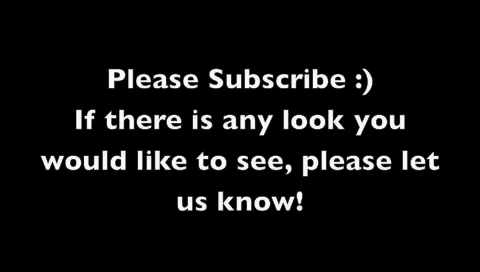 Please Subscribe :)
If there is any look you
would like to see, please let
us know!